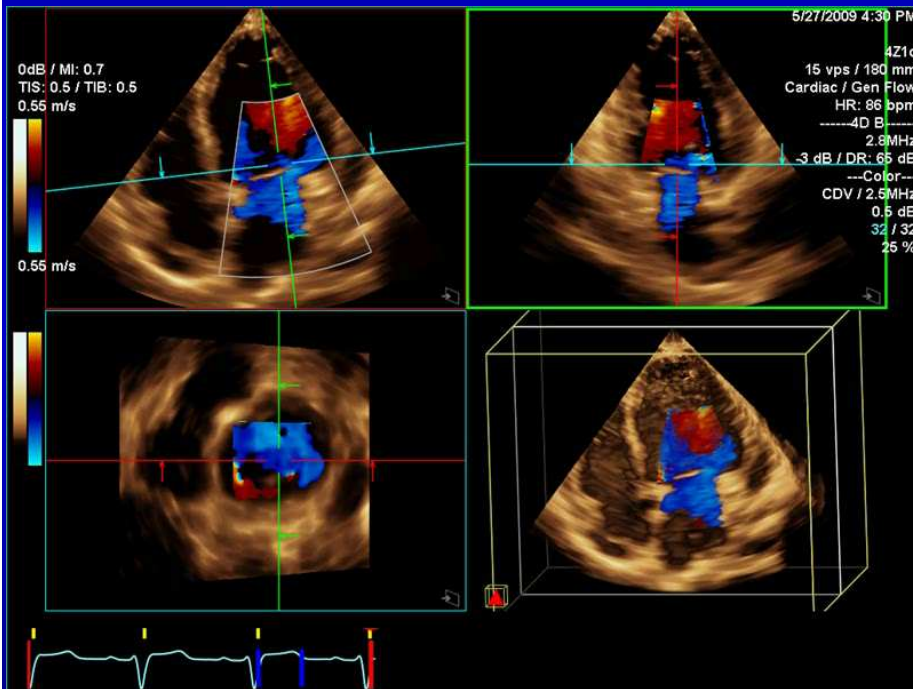 5/27/2009 4:30 PM
0dB / MI: 0.7
TIS: 0.5 / TIB: 0.5
0.55 m/s
0.55 m/s
4Z1c
15 vps / 180 mm
Cardiac / Gen Flow
HR: 86 bpm
------4D B----
2.8MHz
-3 dB / DR: 65 dB
---Color---
CDV / 2.5MHz
0.5 dB
32 / 32
25 %